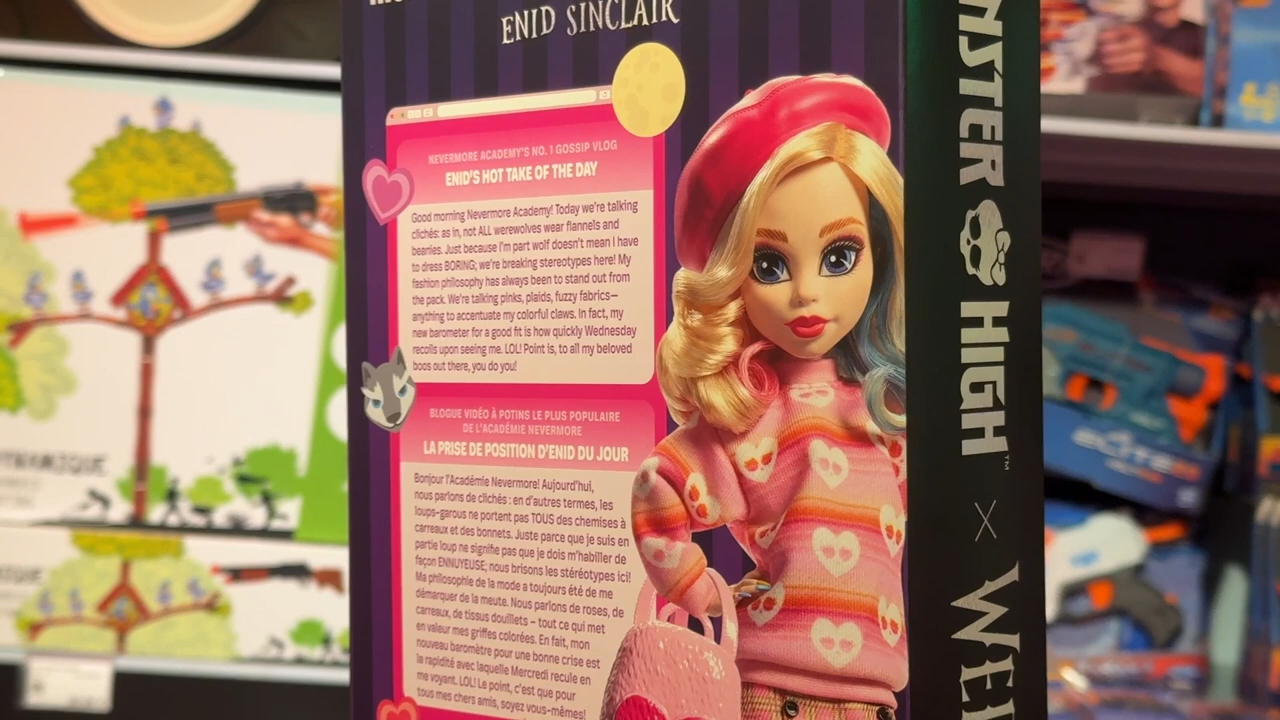 ENID SINCLAIR
NEVERMORE ACADEMY'S NO. 1 GOSSIP VLOG
ENID'S HOT TAKE OF THE DAY
Good morning Nevermore Academy! Today we're talking
clichés: as in, not ALL werewolves wear flannels and
beanies. Just because I'm part wolf doesn't mean I have
to dress BORING; we're breaking stereotypes here! My
fashion philosophy has always been to stand out from
the pack. We're talking pinks, plaids, fuzzy fabrics—
anything to accentuate my colorful claws. In fact, my
new barometer for a good fit is how quickly Wednesday
recoils upon seeing me. LOL! Point is, to all my beloved
boos out there, you do you!
BLOGUE VIDÉO À POTINS LE PLUS POPULAIRE
DE L'ACADÉMIE NEVERMORE
LA PRISE DE POSITION D'ENID DU JOUR
Bonjour l'Académie Nevermore! Aujourd'hui,
nous parlons de clichés : en d'autres termes, les
loups-garous ne portent pas TOUS des chemises à
carreaux et des bonnets. Juste parce que je suis en
partie loup ne signifie pas que je dois m'habiller de
façon ENNUYEUSE; nous brisons les stéréotypes ici!
Ma philosophie de la mode a toujours été de me
démarquer de la meute. Nous parlons de roses, de
carreaux, de tissus douillets – tout ce qui met
en valeur mes griffes colorées. En fait, mon
nouveau baromètre pour une bonne crise est
la rapidité avec laquelle Mercredi recule en
me voyant. LOL! Le point, c'est que pour
tous mes chers amis, soyez vous-mêmes!
NSTER HIGH™ × WE
ELITE